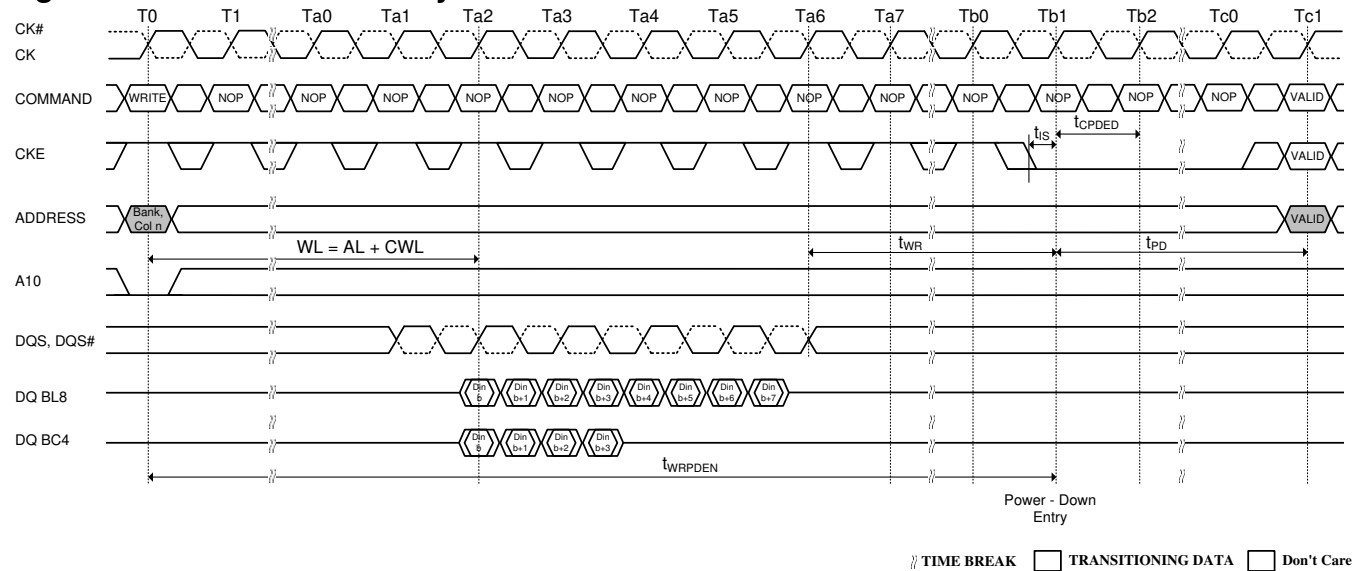 T0 T1 Ta0 Ta1 Ta2 Ta3 Ta4 Ta5 Ta6 Ta7 Tb0 Tb1 Tb2 Tc0 Tc1
CK#
CK
COMMAND WRITE NOP NOP NOP NOP NOP NOP NOP NOP NOP NOP NOP NOP NOP VALID
tIS tCPDED
CKE VALID
ADDRESS Bank, Col n VALID
WL = AL + CWL tWR tPD
A10
DQS, DQS#
DQ BL8 Din b Din b+1 Din b+2 Din b+3 Din b+4 Din b+5 Din b+6 Din b+7
DQ BC4 Din b Din b+1 Din b+2 Din b+3
tWRPDEN
Power - Down
Entry
TIME BREAK TRANSITIONING DATA Don't Care